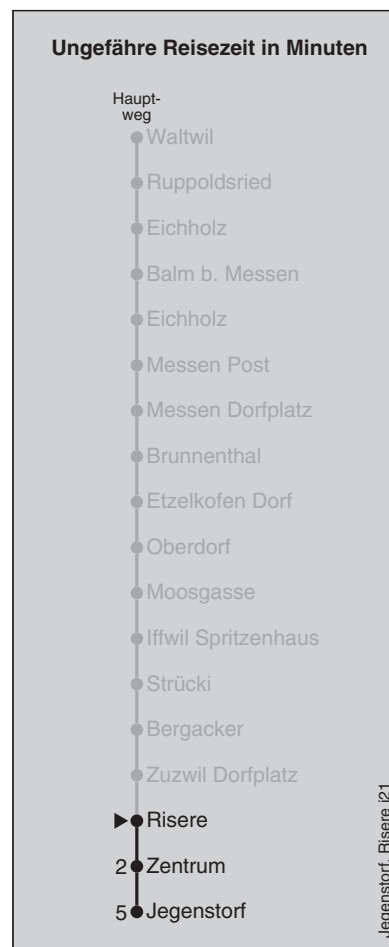 Ungefähre Reisezeit in Minuten
Haupt-
weg
Waltwil
Ruppoldsried
Eichholz
Balm b. Messen
Eichholz
Messen Post
Messen Dorfplatz
Brunnenthal
Etzelkofen Dorf
Oberdorf
Moosgasse
Iffwil Spritzenhaus
Strücki
Bergacker
Zuzwil Dorfplatz
Risere
2 Zentrum
5 Jegenstorf
Jegenstorf, Risere j21